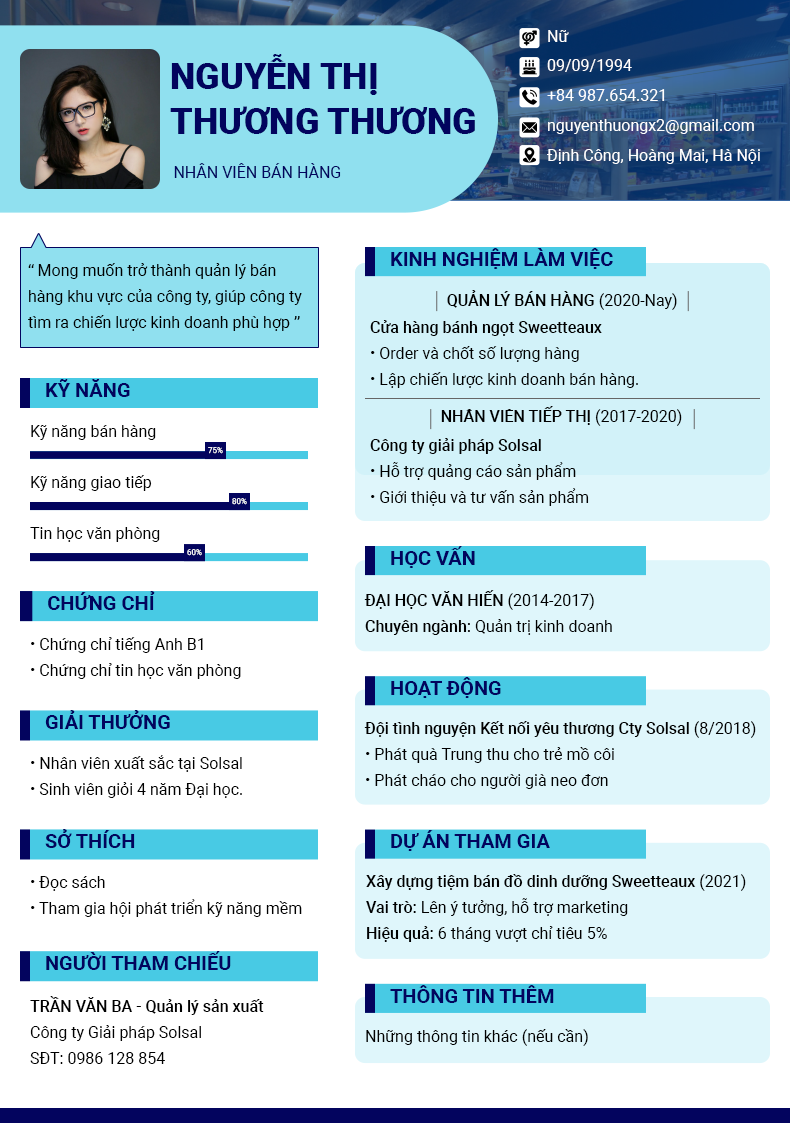 NGUYỄN THỊ
THƯƠNG THƯƠNG
NHÂN VIÊN BÁN HÀNG
Nữ
09/09/1994
+84 987.654.321
nguyenthuongx2@gmail.com
Định Công, Hoàng Mai, Hà Nội
“ Mong muốn trở thành quản lý bán
hàng khu vực của công ty, giúp công ty
tìm ra chiến lược kinh doanh phù hợp ”
KỸ NĂNG
Kỹ năng bán hàng
75%
Kỹ năng giao tiếp
80%
Tin học văn phòng
60%
CHỨNG CHỈ
• Chứng chỉ tiếng Anh B1
• Chứng chỉ tin học văn phòng
GIẢI THƯỞNG
• Nhân viên xuất sắc tại Solsal
• Sinh viên giỏi 4 năm Đại học.
SỞ THÍCH
• Đọc sách
• Tham gia hội phát triển kỹ năng mềm
NGƯỜI THAM CHIẾU
TRẦN VĂN BA - Quản lý sản xuất
Công ty Giải pháp Solsal
SĐT: 0986 128 854
KINH NGHIỆM LÀM VIỆC
| QUẢN LÝ BÁN HÀNG (2020-Nay) |
Cửa hàng bánh ngọt Sweetteaux
• Order và chốt số lượng hàng
• Lập chiến lược kinh doanh bán hàng.
| NHÂN VIÊN TIẾP THỊ (2017-2020) |
Công ty giải pháp Solsal
• Hỗ trợ quảng cáo sản phẩm
• Giới thiệu và tư vấn sản phẩm
HỌC VẤN
ĐẠI HỌC VĂN HIẾN (2014-2017)
Chuyên ngành: Quản trị kinh doanh
HOẠT ĐỘNG
Đội tình nguyện Kết nối yêu thương Cty Solsal (8/2018)
• Phát quà Trung thu cho trẻ mồ côi
• Phát cháo cho người già neo đơn
DỰ ÁN THAM GIA
Xây dựng tiệm bán đồ dinh dưỡng Sweetteaux (2021)
Vai trò: Lên ý tưởng, hỗ trợ marketing
Hiệu quả: 6 tháng vượt chỉ tiêu 5%
THÔNG TIN THÊM
Những thông tin khác (nếu cần)